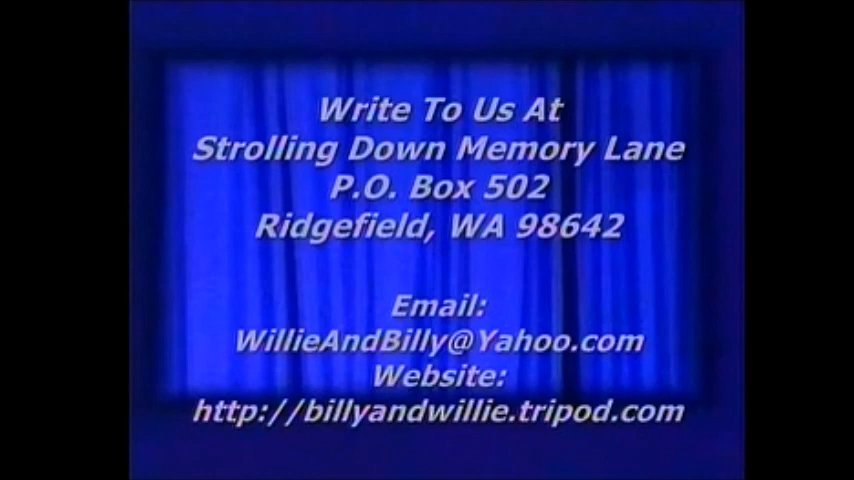 Write To Us At
Strolling Down Memory Lane
P.O. Box 502
Ridgefield, WA 98642
Email:
WillieAndBilly@Yahoo.com
Website:
http://billyandwillie.tripod.com